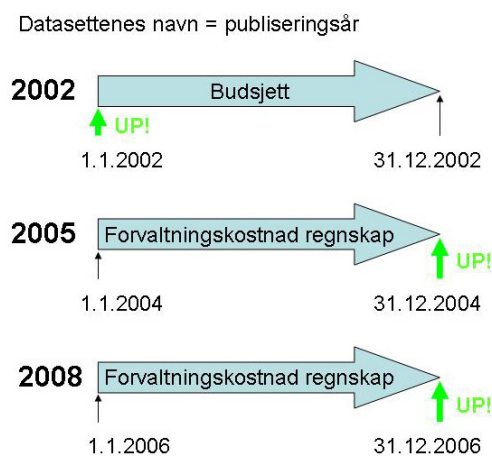 Datasettenes navn = publiseringsår
2002
Budsjett
UP!
1.1.2002
31.12.2002
2005
Forvaltningskostnad regnskap
UP!
1.1.2004
31.12.2004
2008
Forvaltningskostnad regnskap
UP!
1.1.2006
31.12.2006